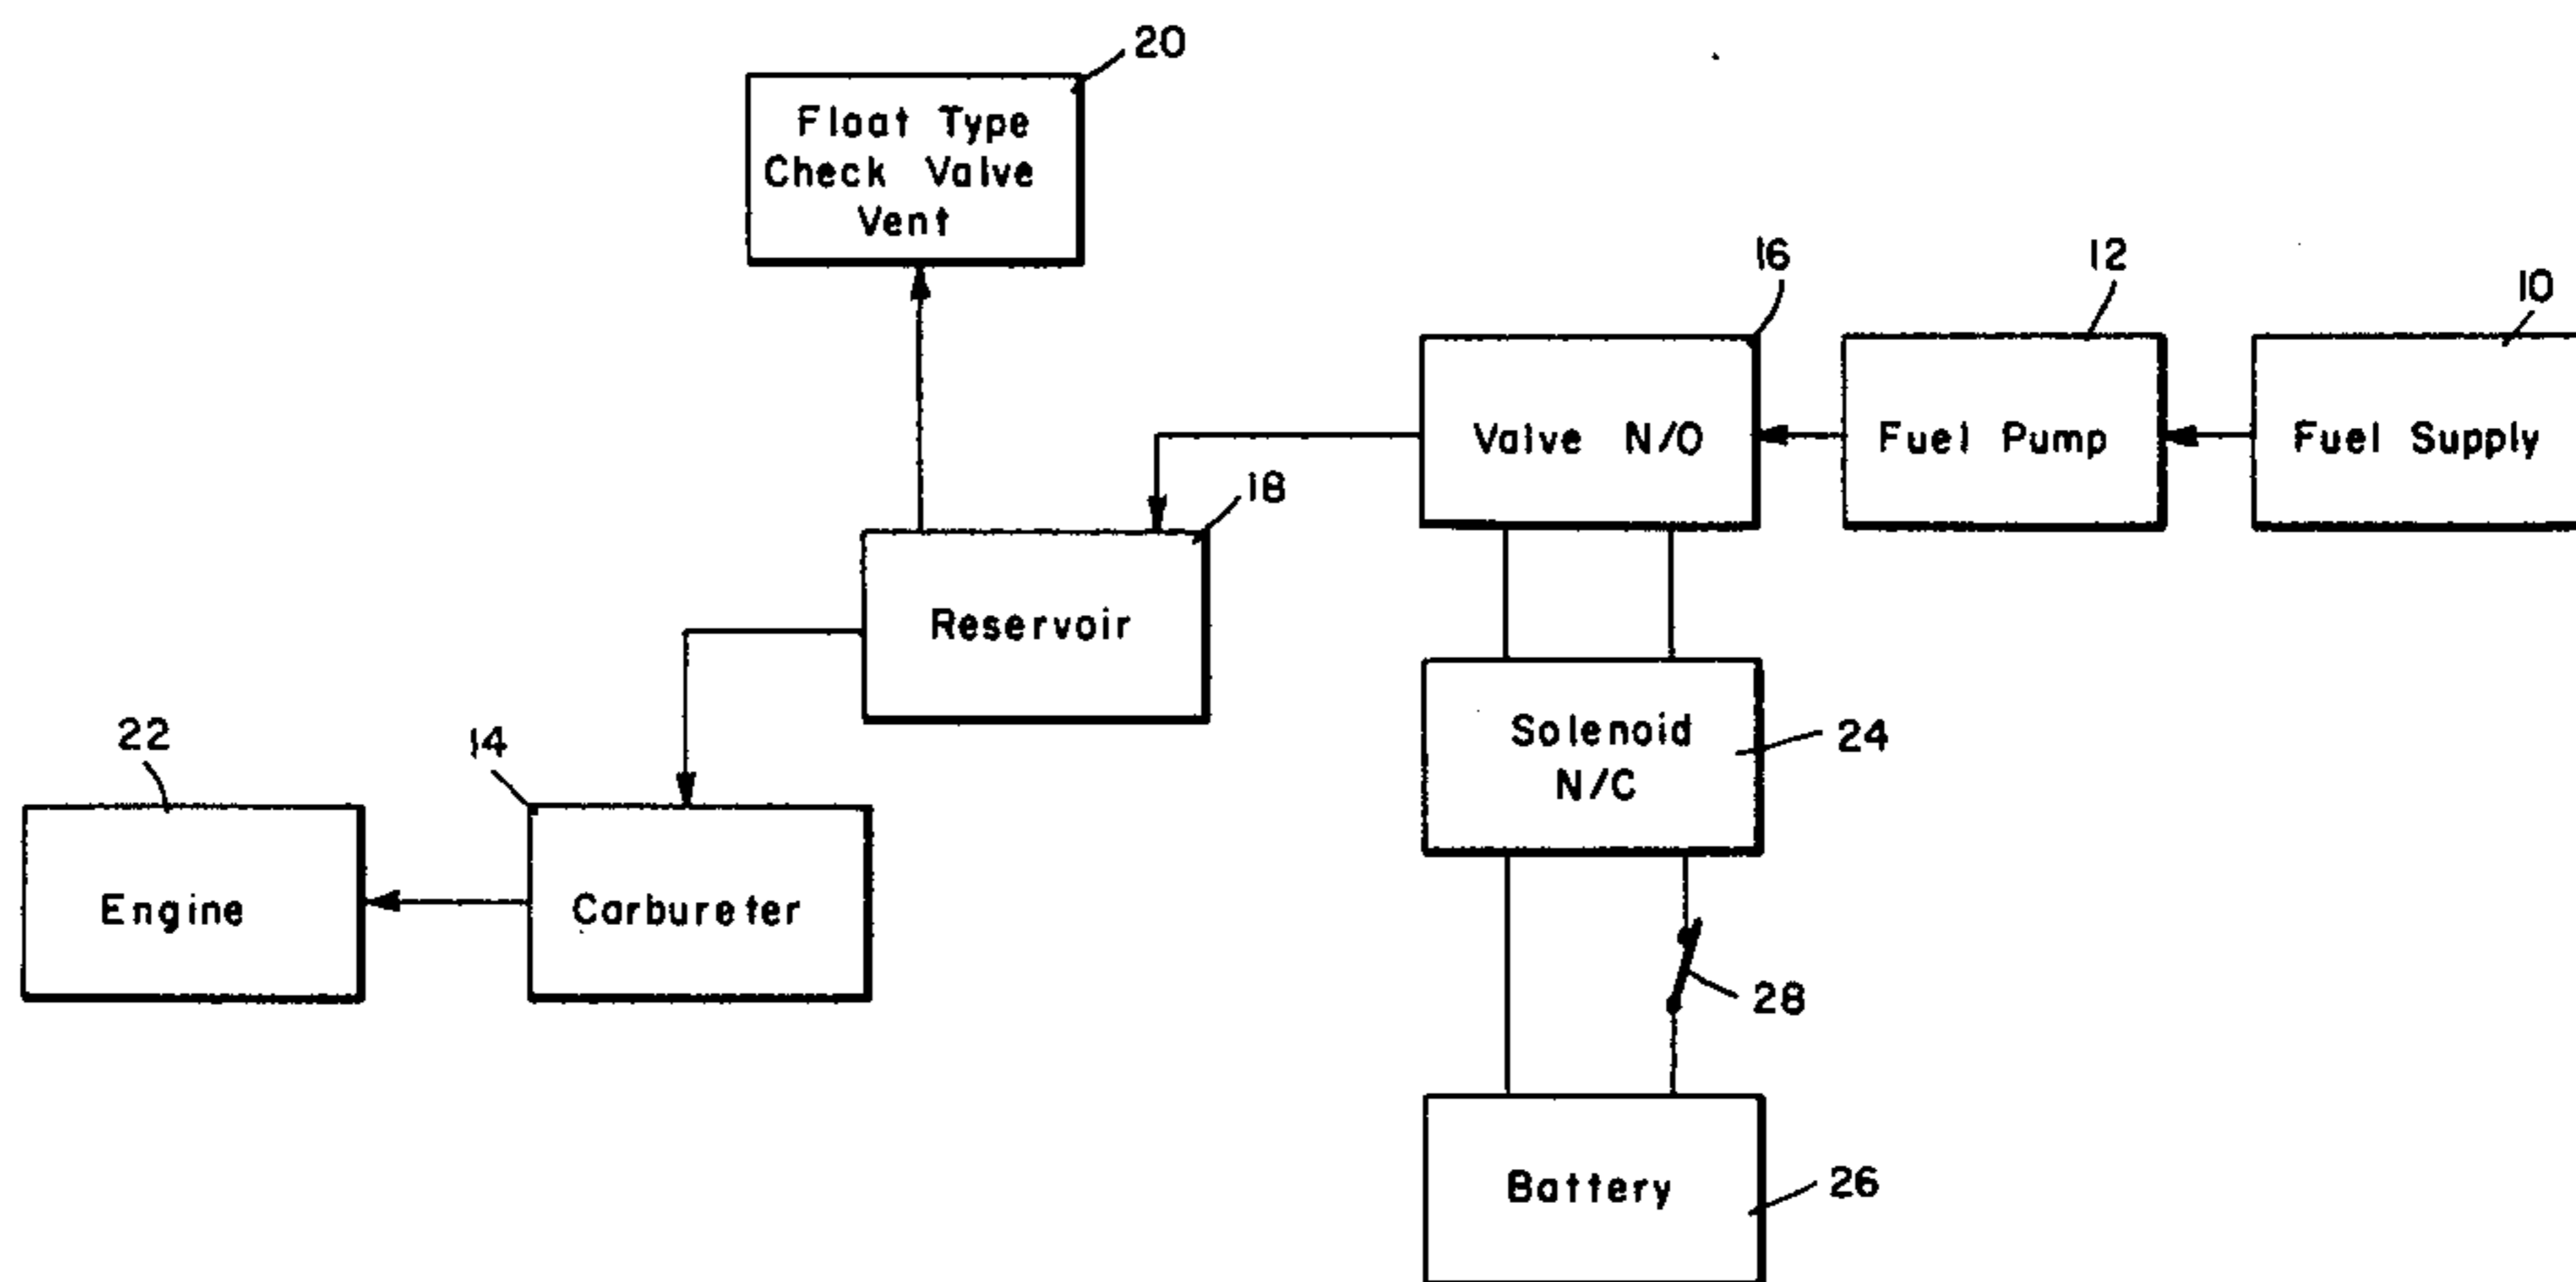 20
Float Type
Check Valve
Vent
16
12
10
Valve N/O
Fuel Pump
Fuel Supply
18
Reservoir
22
14
Solenoid
N/C
24
Engine
Carbureter
28
Battery
26